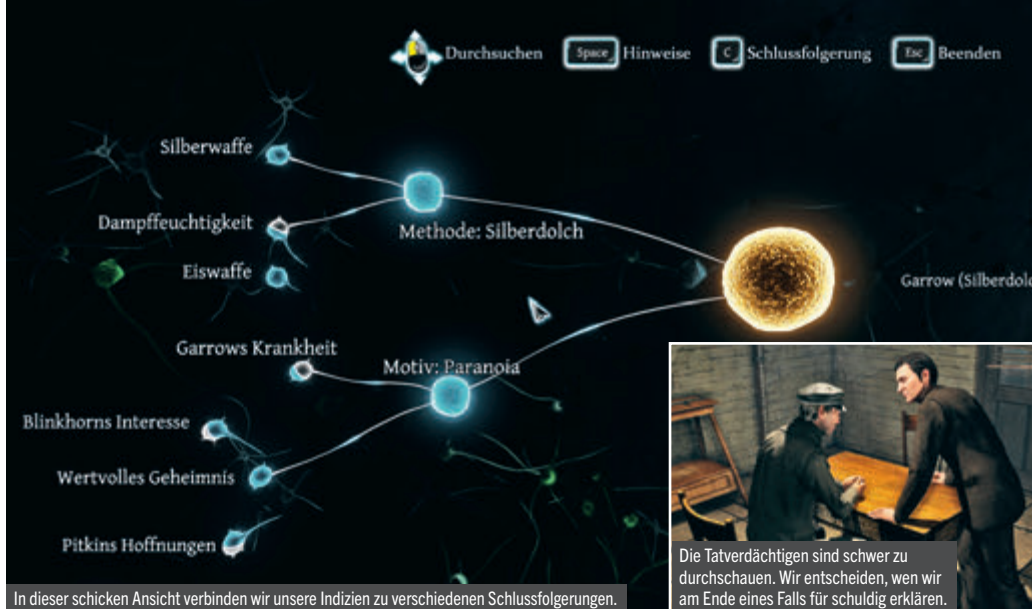 Durchsuchen Space Hinweise C Schlussfolgerung Esc Beenden
Silberwaffe
Dampffeuchtigkeit
Methode: Silberdolch
Eiswaffe
Garrow (Silberdolc
Garrows Krankheit
Motiv: Paranoia
Blinkhorns Interesse
Wertvolles Geheimnis
Pitkins Hoffnungen
Die Tatverdächtigen sind schwer zu
durchschauen. Wir entscheiden, wen wir
am Ende eines Falls für schuldig erklären.
In dieser schicken Ansicht verbinden wir unsere Indizien zu verschiedenen Schlussfolgerungen.